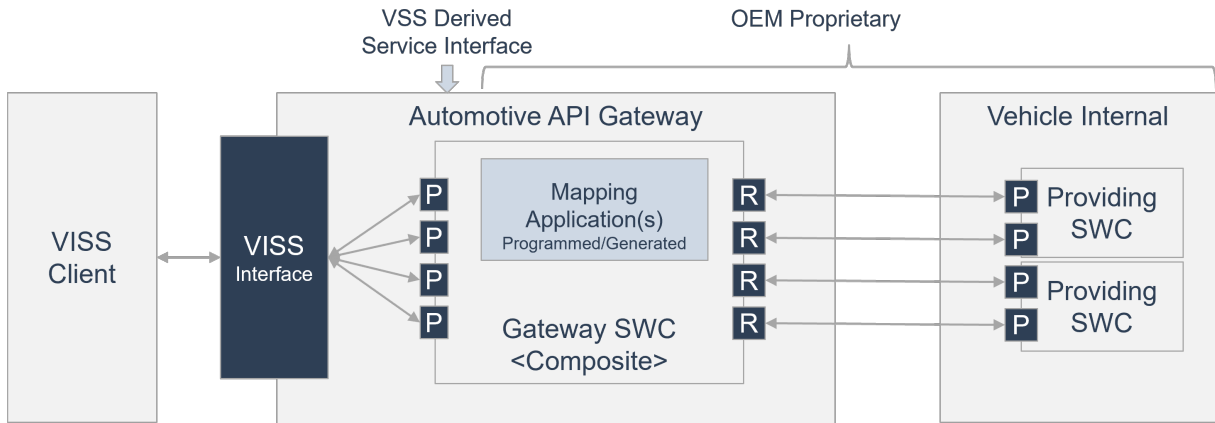 VSS Derived
Service Interface
OEM Proprietary
Automotive API Gateway
Vehicle Internal
VISS
Client
VISS
Interface
P
P
P
P
Mapping
Application(s)
Programmed/Generated
Gateway SWC
<Composite>
R
R
R
R
P
P
Providing
SWC
P
P
Providing
SWC